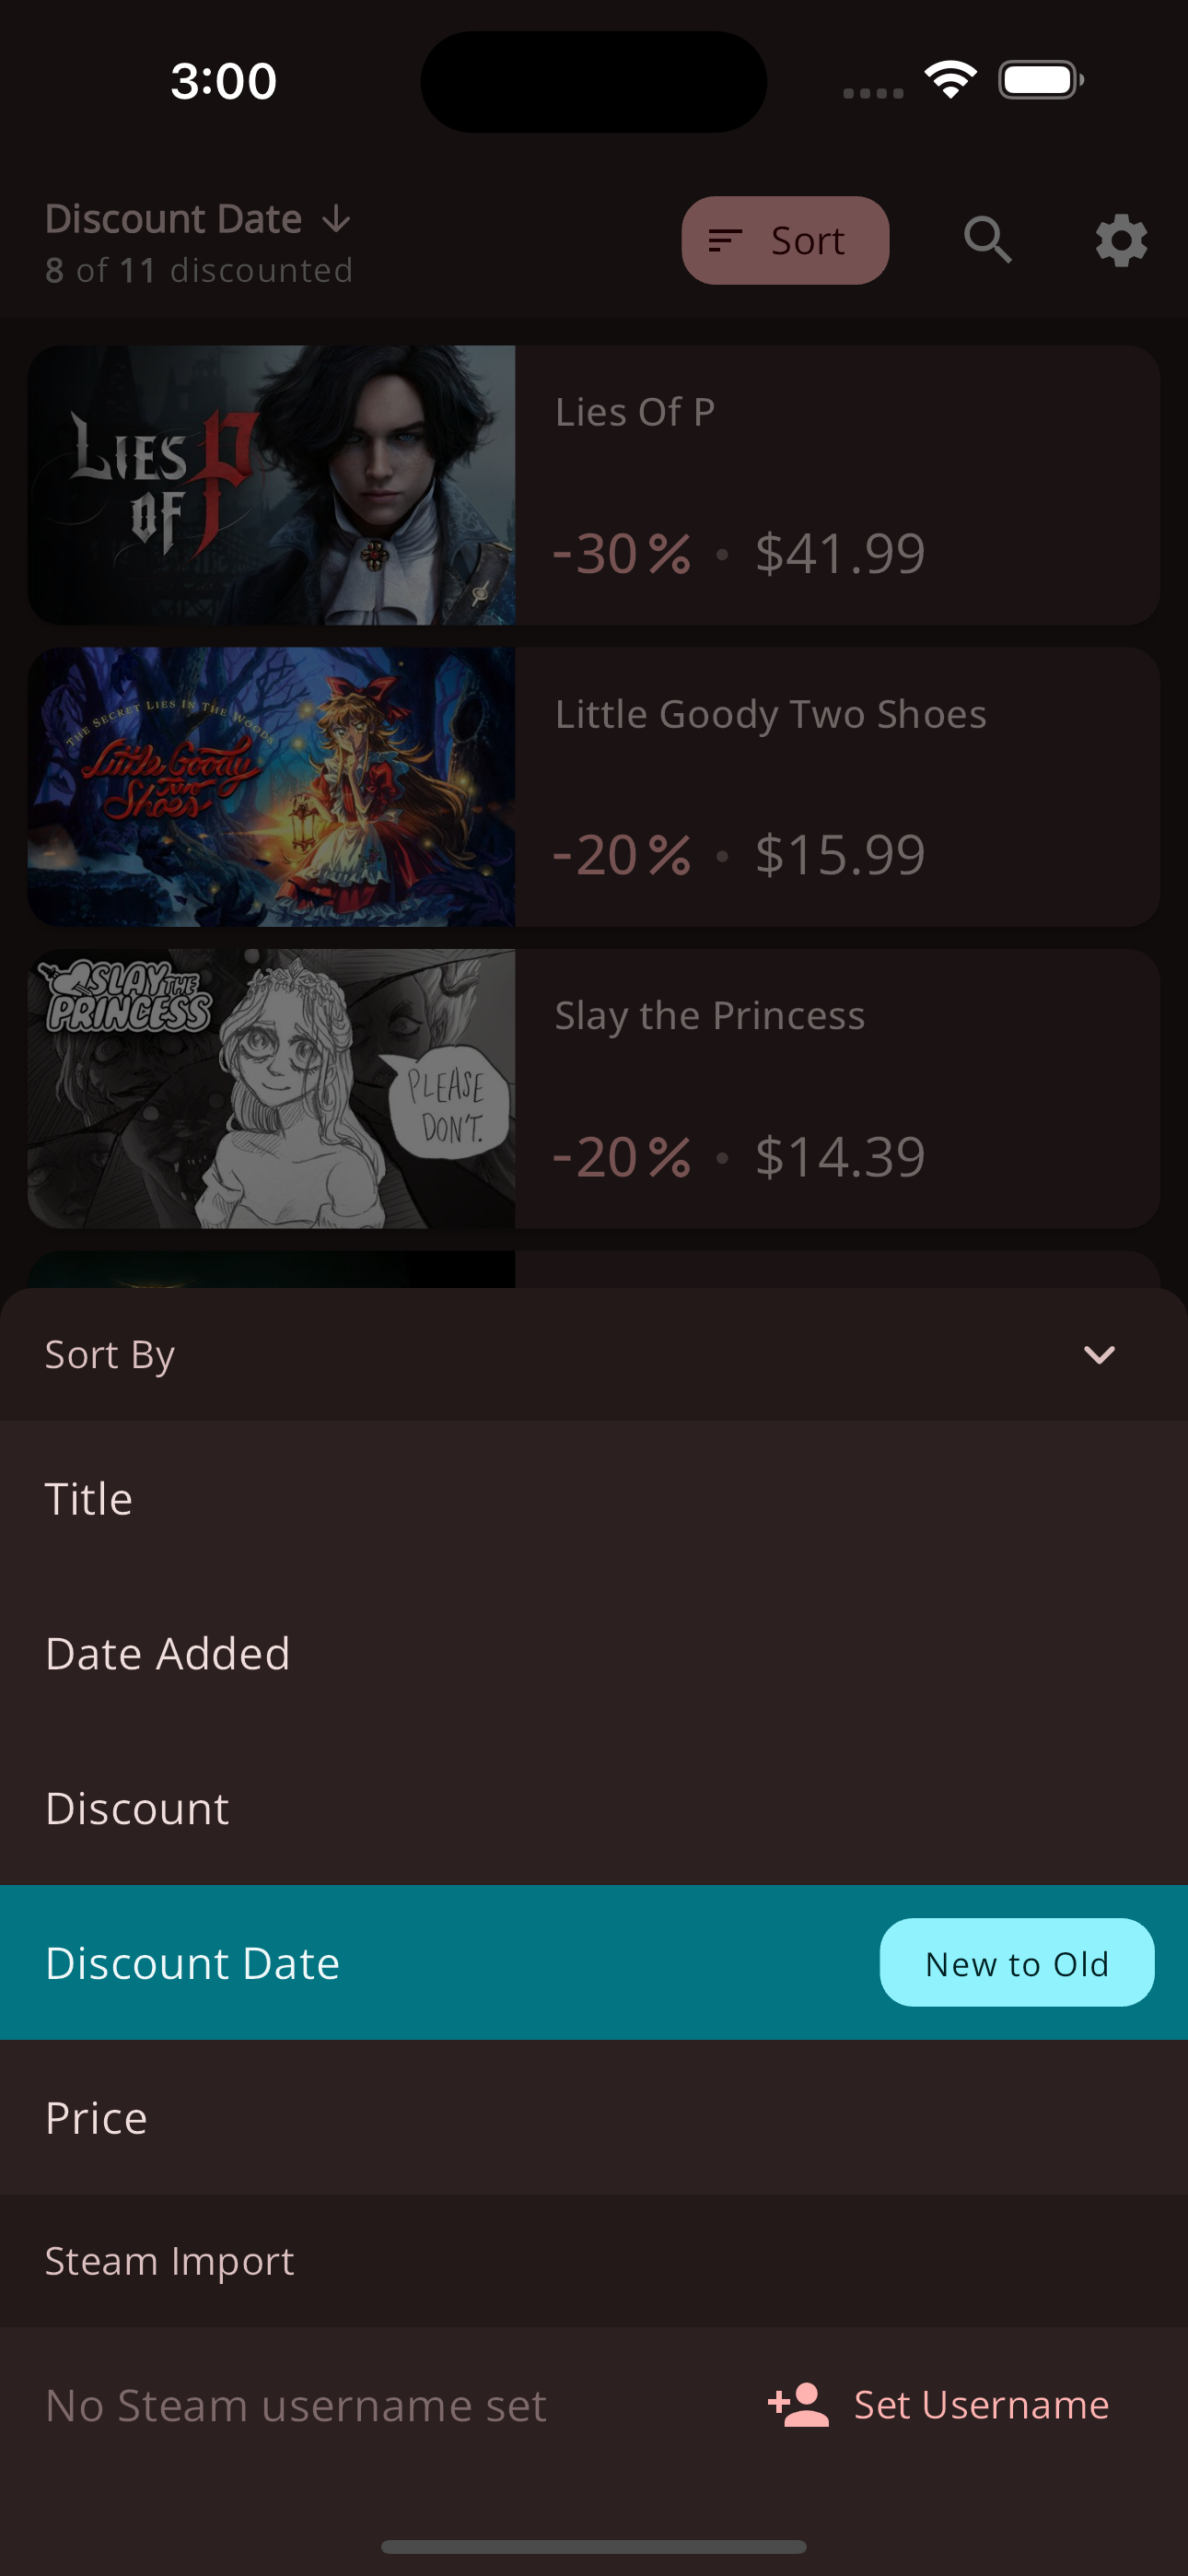 3:00
Discount Date ↓
8 of 11 discounted
Sort
LIES
OF P
Lies Of P
-30% • $41.99
THE SECRET LIES IN THE WOODS
Little Goody
Two
Shoes
Little Goody Two Shoes
-20% • $15.99
SLAY THE
PRINCESS
PLEASE
DON'T.
Slay the Princess
-20% • $14.39
Sort By
Title
Date Added
Discount
Discount Date
New to Old
Price
Steam Import
No Steam username set
Set Username